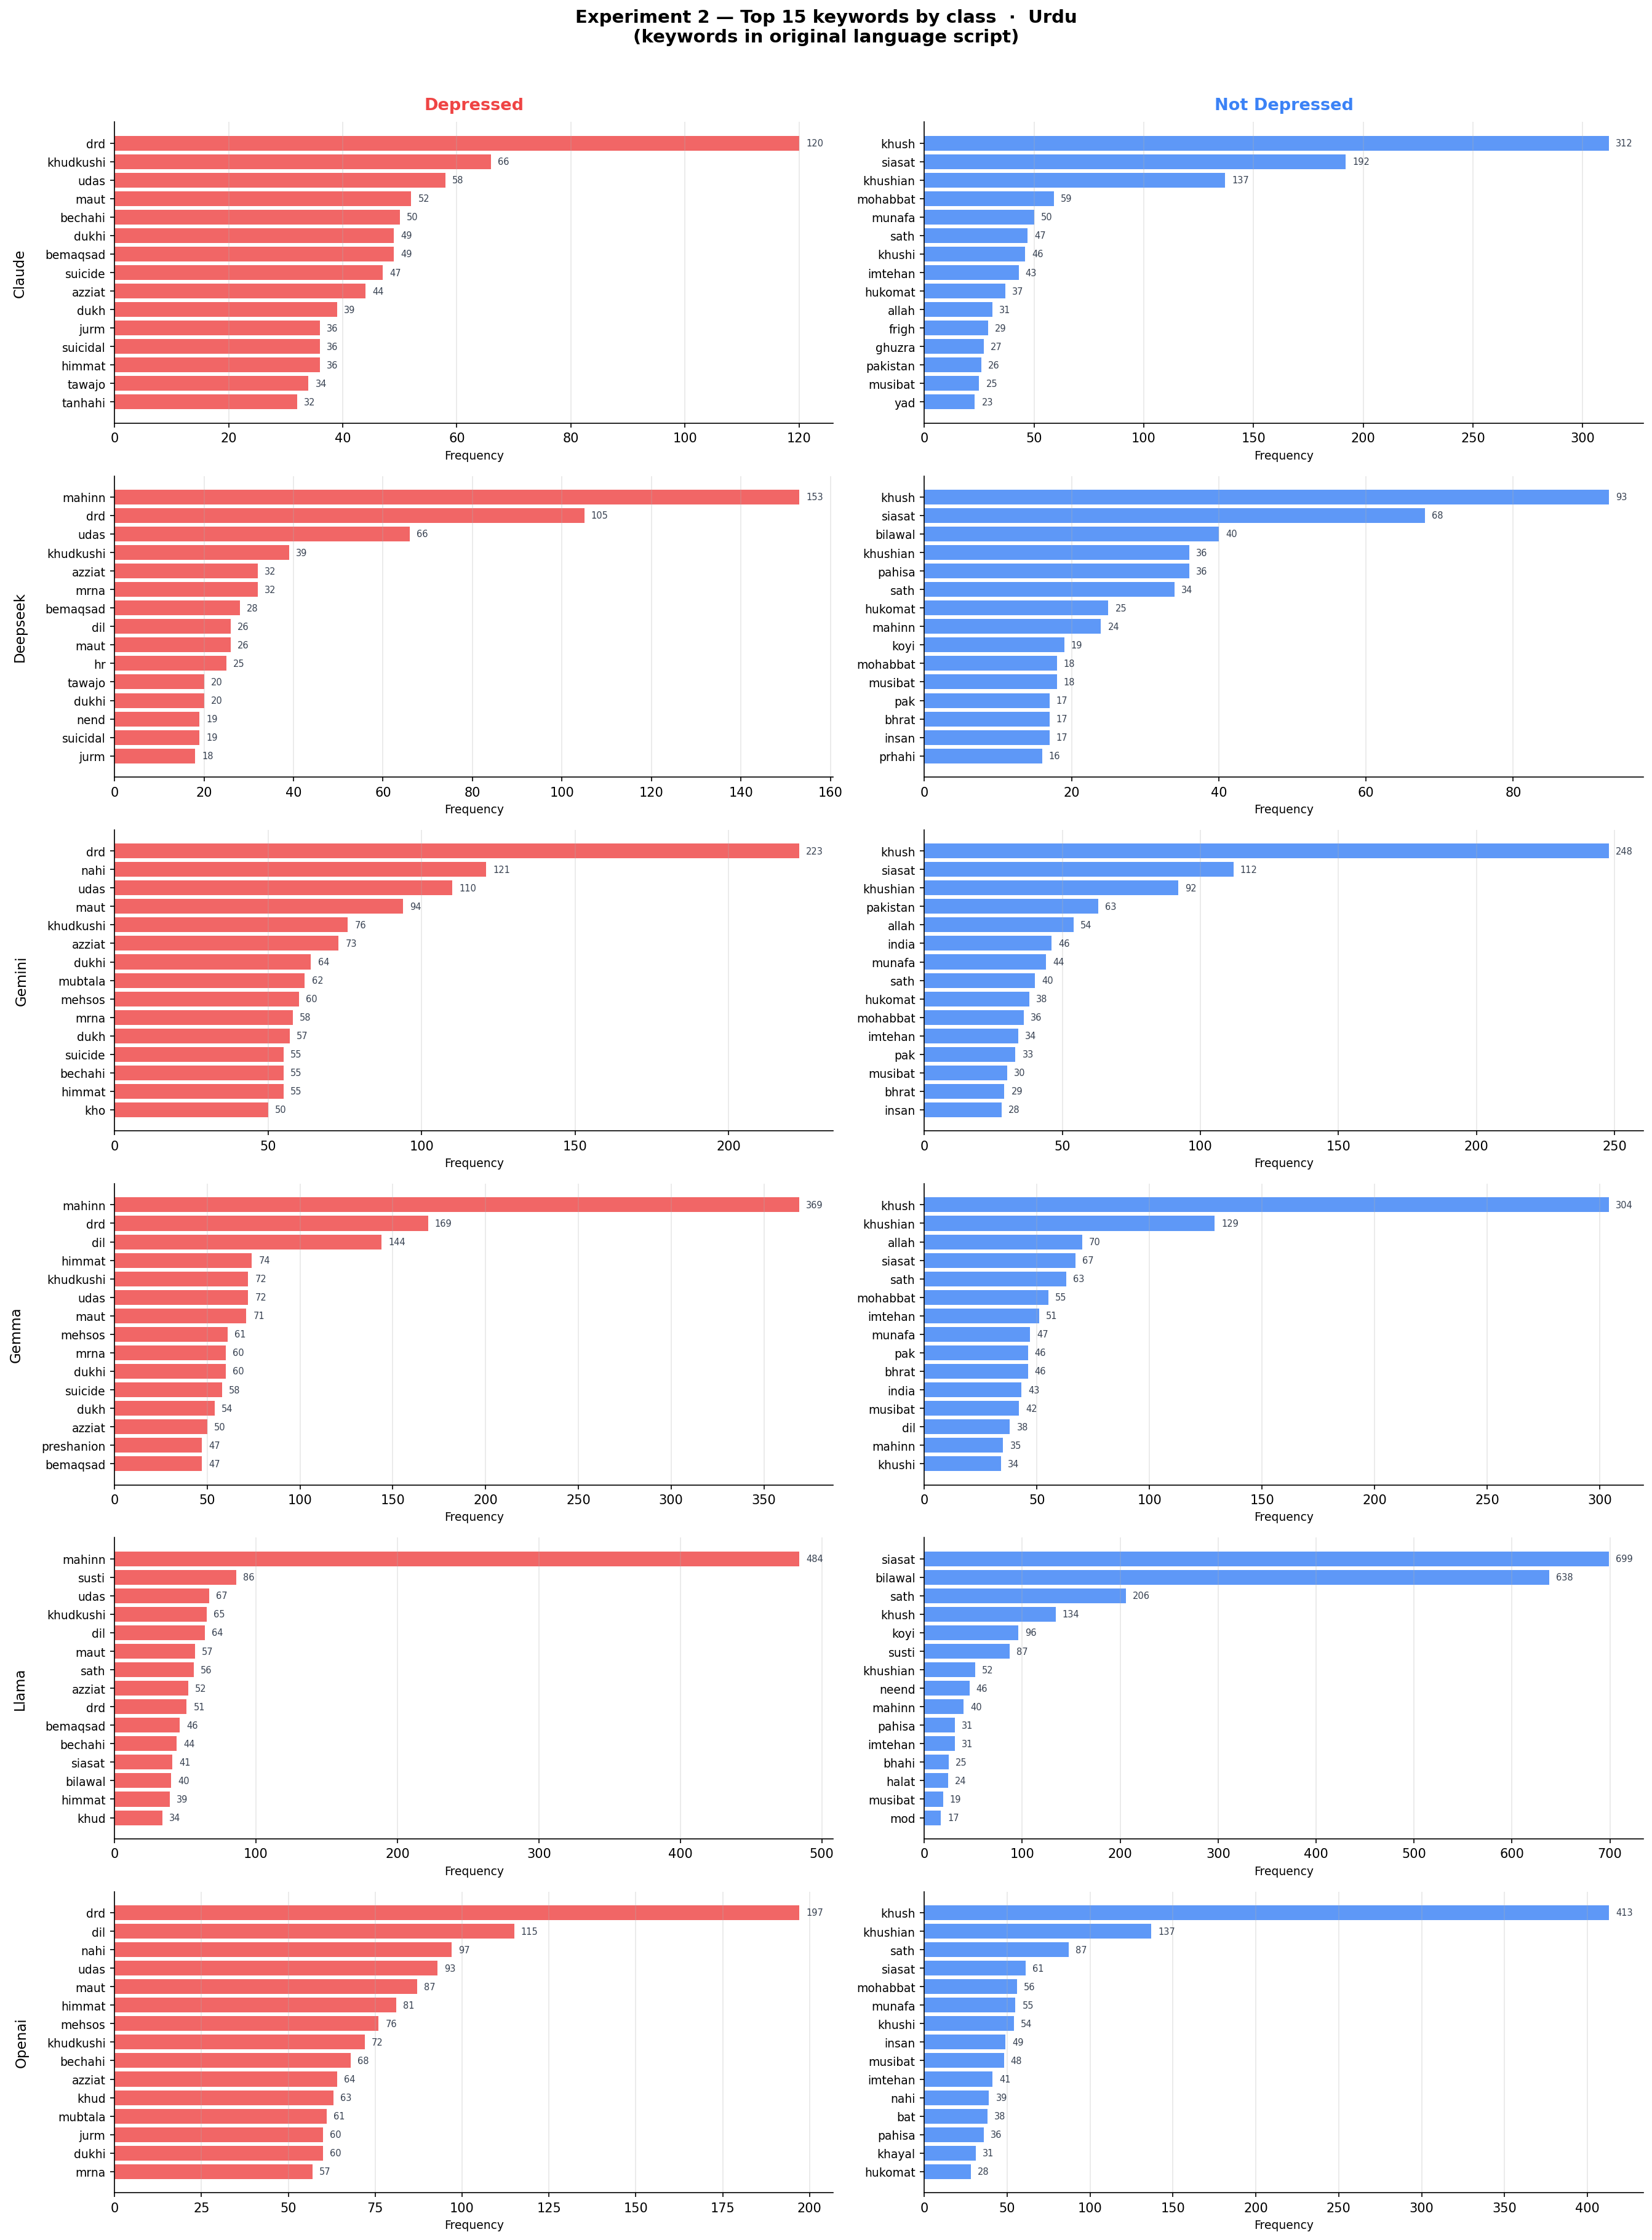 Experiment 2 — Top 15 keywords by class · Urdu
(keywords in original language script)
Depressed
Not Depressed
Claude
drd 120
khudkushi 66
udas 58
maut 52
bechahi 50
dukhi 49
bemaqsad 49
suicide 47
azziat 44
dukh 39
jurm 36
suicidal 36
himmat 36
tawajo 34
tanhahi 32
0 20 40 60 80 100 120
Frequency
khush 312
siasat 192
khushian 137
mohabbat 59
munafa 50
sath 47
khushi 46
imtehan 43
hukomat 37
allah 31
frigh 29
ghuzra 27
pakistan 26
musibat 25
yad 23
0 50 100 150 200 250 300
Frequency
Deepseek
mahinn 153
drd 105
udas 66
khudkushi 39
azziat 32
mrna 32
bemaqsad 28
dil 26
maut 26
hr 25
tawajo 20
dukhi 20
nend 19
suicidal 19
jurm 18
0 20 40 60 80 100 120 140 160
Frequency
khush 93
siasat 68
bilawal 40
khushian 36
pahisa 36
sath 34
hukomat 25
mahinn 24
koyi 19
mohabbat 18
musibat 18
pak 17
bhrat 17
insan 17
prhahi 16
0 20 40 60 80
Frequency
Gemini
drd 223
nahi 121
udas 110
maut 94
khudkushi 76
azziat 73
dukhi 64
mubtala 62
mehsos 60
mrna 58
dukh 57
suicide 55
bechahi 55
himmat 55
kho 50
0 50 100 150 200
Frequency
khush 248
siasat 112
khushian 92
pakistan 63
allah 54
india 46
munafa 44
sath 40
hukomat 38
mohabbat 36
imtehan 34
pak 33
musibat 30
bhrat 29
insan 28
0 50 100 150 200 250
Frequency
Gemma
mahinn 369
drd 169
dil 144
himmat 74
khudkushi 72
udas 72
maut 71
mehsos 61
mrna 60
dukhi 60
suicide 58
dukh 54
azziat 50
preshanion 47
bemaqsad 47
0 50 100 150 200 250 300 350
Frequency
khush 304
khushian 129
allah 70
siasat 67
sath 63
mohabbat 55
imtehan 51
munafa 47
pak 46
bhrat 46
india 43
musibat 42
dil 38
mahinn 35
khushi 34
0 50 100 150 200 250 300
Frequency
Llama
mahinn 484
susti 86
udas 67
khudkushi 65
dil 64
maut 57
sath 56
azziat 52
drd 51
bemaqsad 46
bechahi 44
siasat 41
bilawal 40
himmat 39
khud 34
0 100 200 300 400 500
Frequency
siasat 699
bilawal 638
sath 206
khush 134
koyi 96
susti 87
khushian 52
neend 46
mahinn 40
pahisa 31
imtehan 31
bhahi 25
halat 24
musibat 19
mod 17
0 100 200 300 400 500 600 700
Frequency
Openai
drd 197
dil 115
nahi 97
udas 93
maut 87
himmat 81
mehsos 76
khudkushi 72
bechahi 68
azziat 64
khud 63
mubtala 61
jurm 60
dukhi 60
mrna 57
0 25 50 75 100 125 150 175 200
Frequency
khush 413
khushian 137
sath 87
siasat 61
mohabbat 56
munafa 55
khushi 54
insan 49
musibat 48
imtehan 41
nahi 39
bat 38
pahisa 36
khayal 31
hukomat 28
0 50 100 150 200 250 300 350 400
Frequency